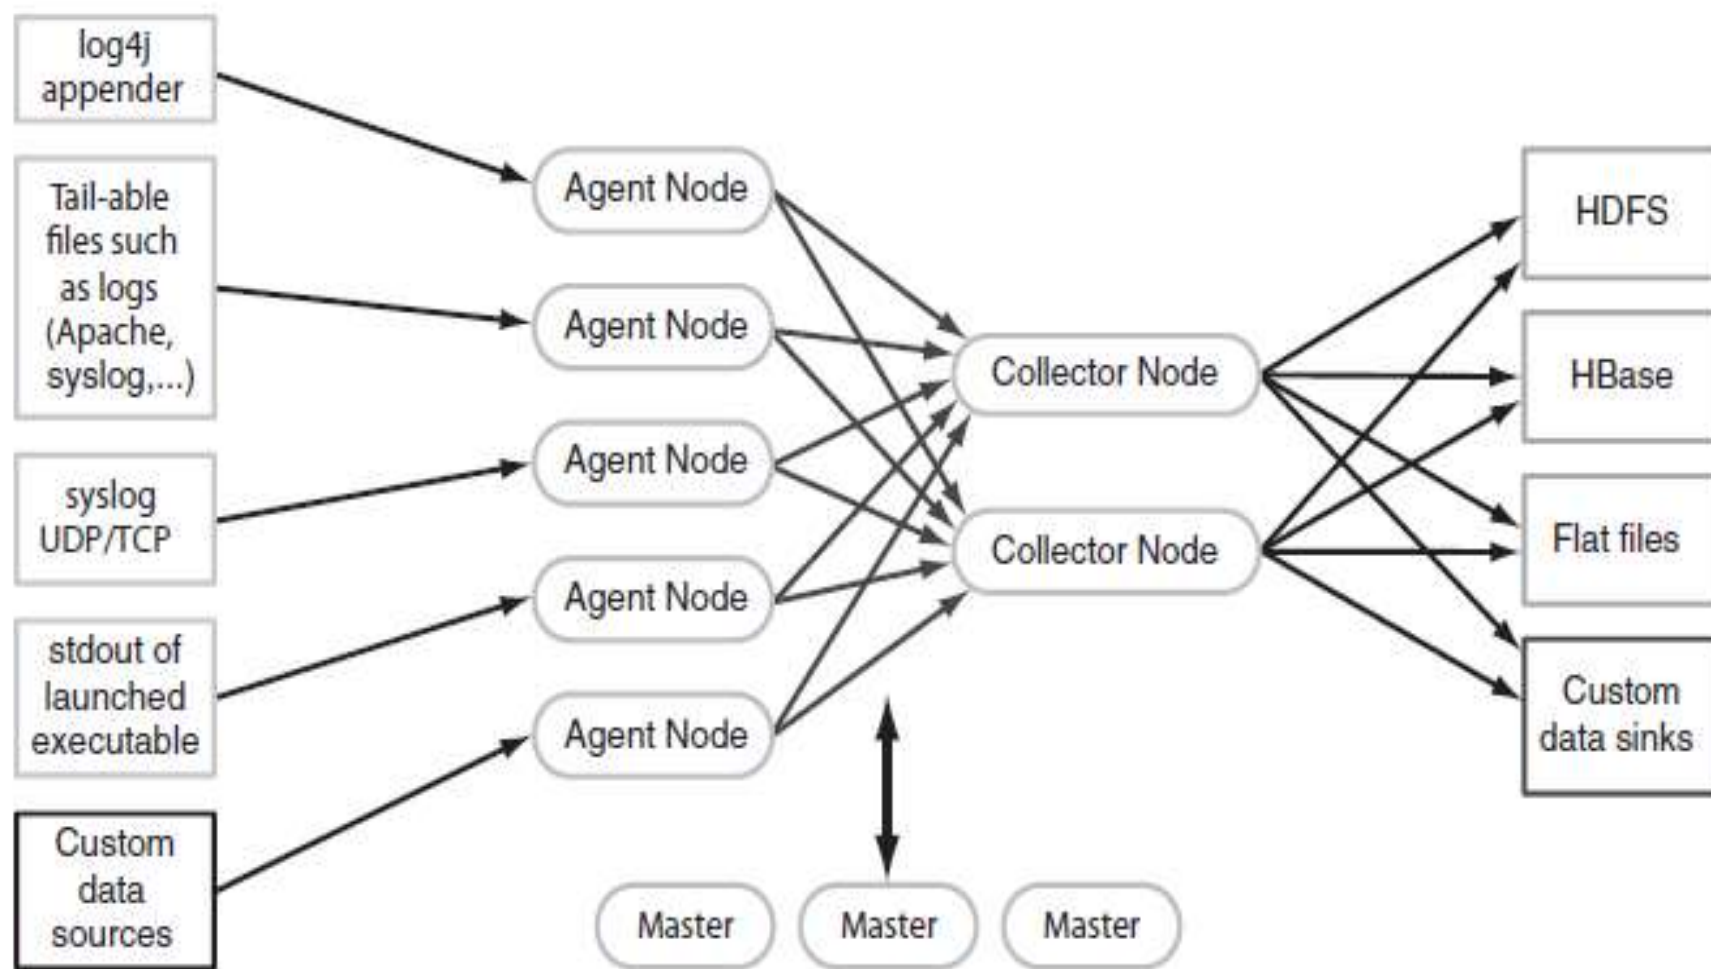 log4j
appender
Tail-able
files such
as logs
(Apache,
syslog,...)
syslog
UDP/TCP
stdout of
launched
executable
Custom
data
sources
Agent Node
Agent Node
Agent Node
Agent Node
Agent Node
Collector Node
Collector Node
Master
Master
Master
HDFS
HBase
Flat files
Custom
data sinks